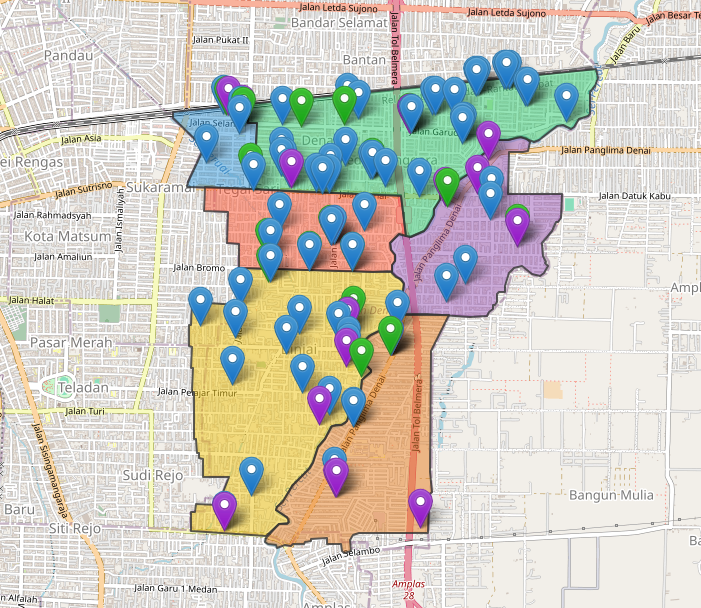 Jalan Letda Sujono
Jalan Letda Sujono
Jalan Besar Te
Bandar Selamat
Jalan Tol Belmera
Jalan Baru
Jalan Pukat II
Pandau
Bantan
Jalan Selam
Jalan Asia
Denai
Jalan Garu
Jalan Panglima Denai
ei Rengas
Jalan Sutrisno
Sukarama
Tega
Jalan Datuk Kabu
Jalan Rahmadsyah
Jalan Ismaliyah
Kota Matsum
Jalan
Jalan Panglima Denai
Jalan Amaliun
Jalan Bromo
Jalan Halat
Ampl
Pasar Merah
Binjai
Teladan
Jalan Pelajar Timur
Jalan Turi
Jalan Panglima Denai
Jalan Tol Belmera
Jalan Sisingamangaraja
Sudi Rejo
Bangun Mulia
Baru
Siti Rejo
Ba
Jalan Selambo
Jalan Garu 1 Medan
Amplas
28
n Alfalah
Amplas